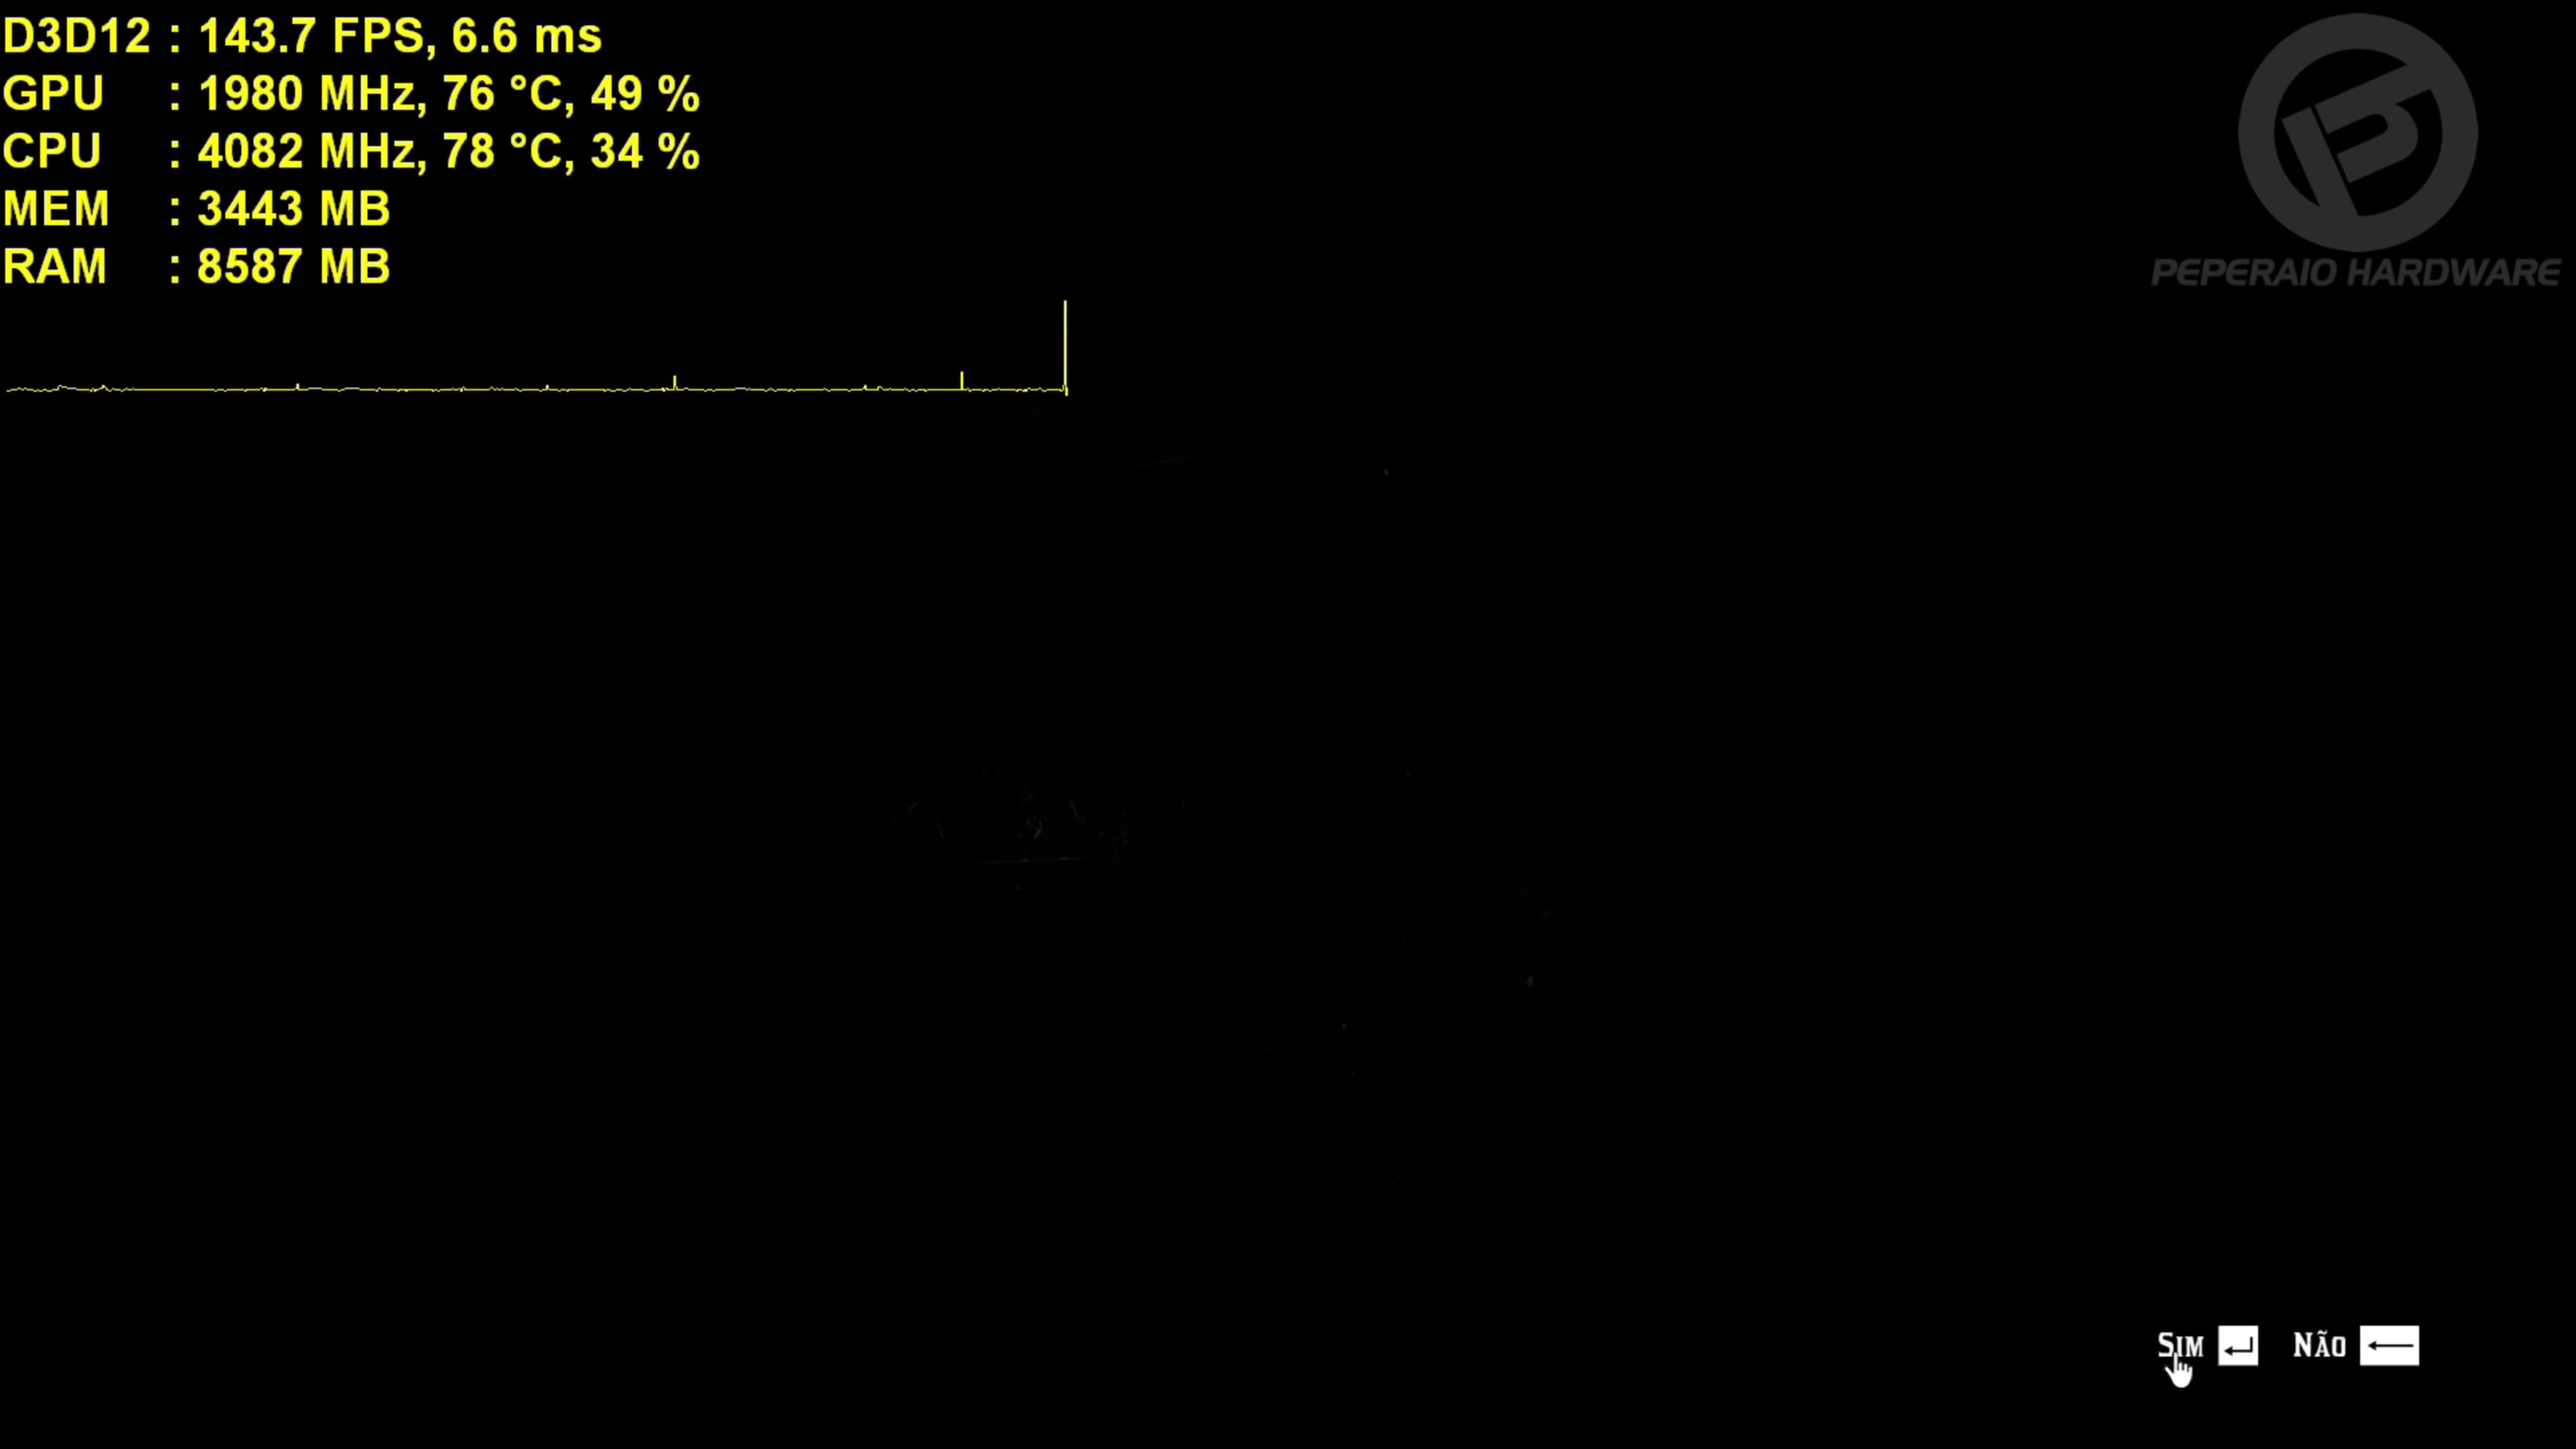 D3D12 : 143.7 FPS, 6.6 ms
GPU : 1980 MHz, 76 °C, 49 %
CPU : 4082 MHz, 78 °C, 34 %
MEM : 3443 MB
RAM : 8587 MB
PEPERAIO HARDWARE
SIM NÃO